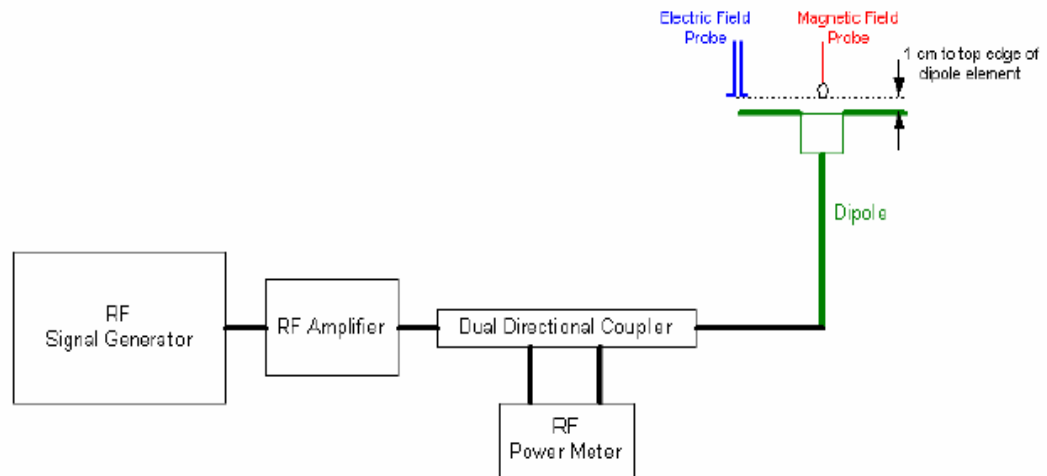 Electric Field
Probe
Magnetic Field
Probe
1 cm to top edge of
dipole element
Dipole
RF
Signal Generator
RF Amplifier
Dual Directional Coupler
RF
Power Meter